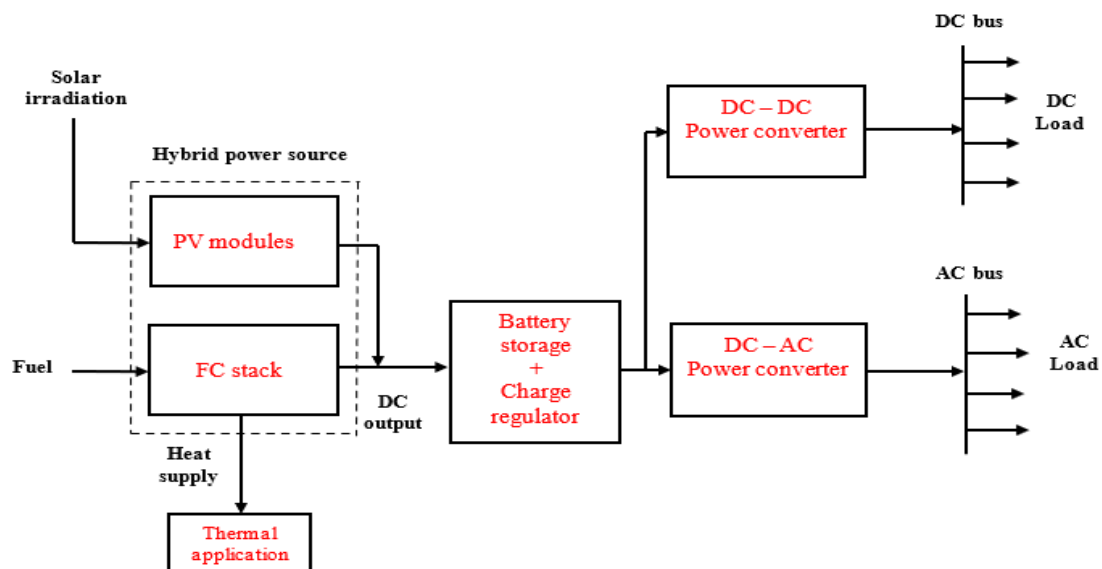 Solar
irradiation
Hybrid power source
PV modules
Fuel
FC stack
DC
output
Heat
supply
Thermal
application
Battery
storage
+
Charge
regulator
DC – DC
Power converter
DC bus
DC
Load
DC – AC
Power converter
AC bus
AC
Load